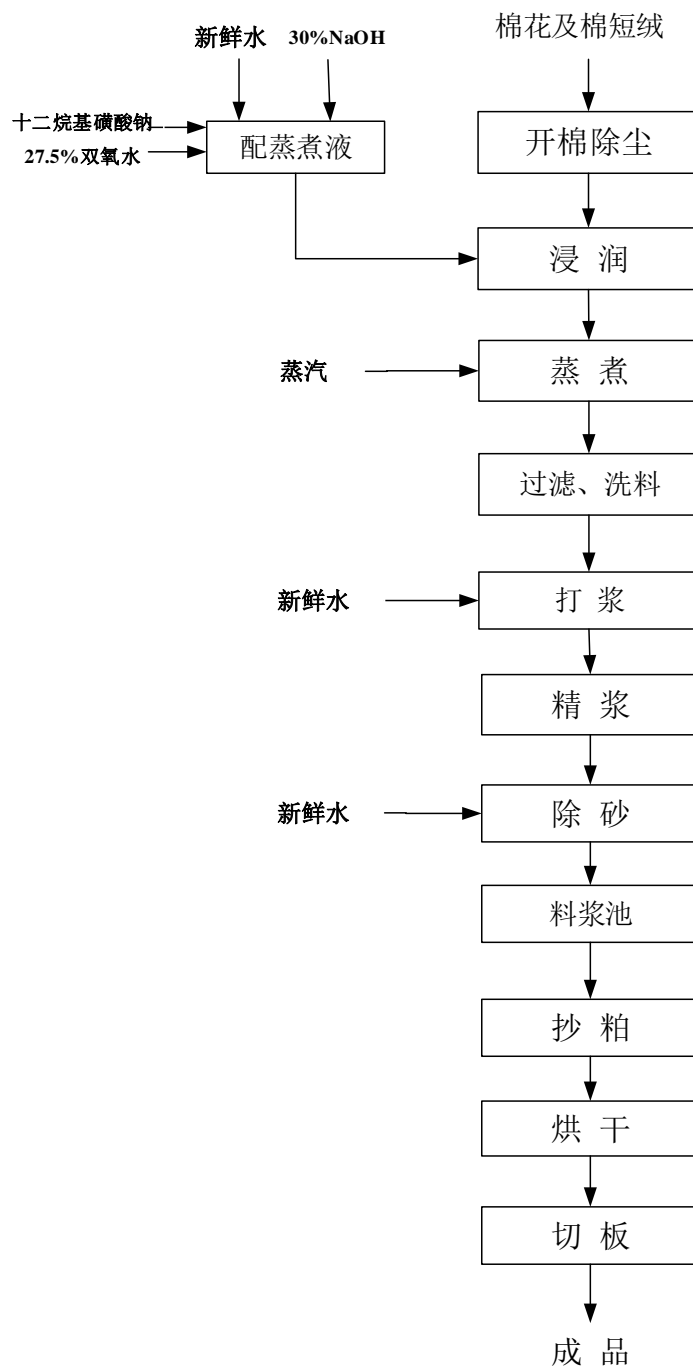 棉花及棉短绒
新鲜水 30%NaOH
十二烷基磺酸钠
27.5%双氧水
配蒸煮液
开棉除尘
浸 润
蒸汽
蒸 煮
过滤、洗料
新鲜水
打 浆
精 浆
新鲜水
除 砂
料浆池
抄 粕
烘 干
切 板
成 品